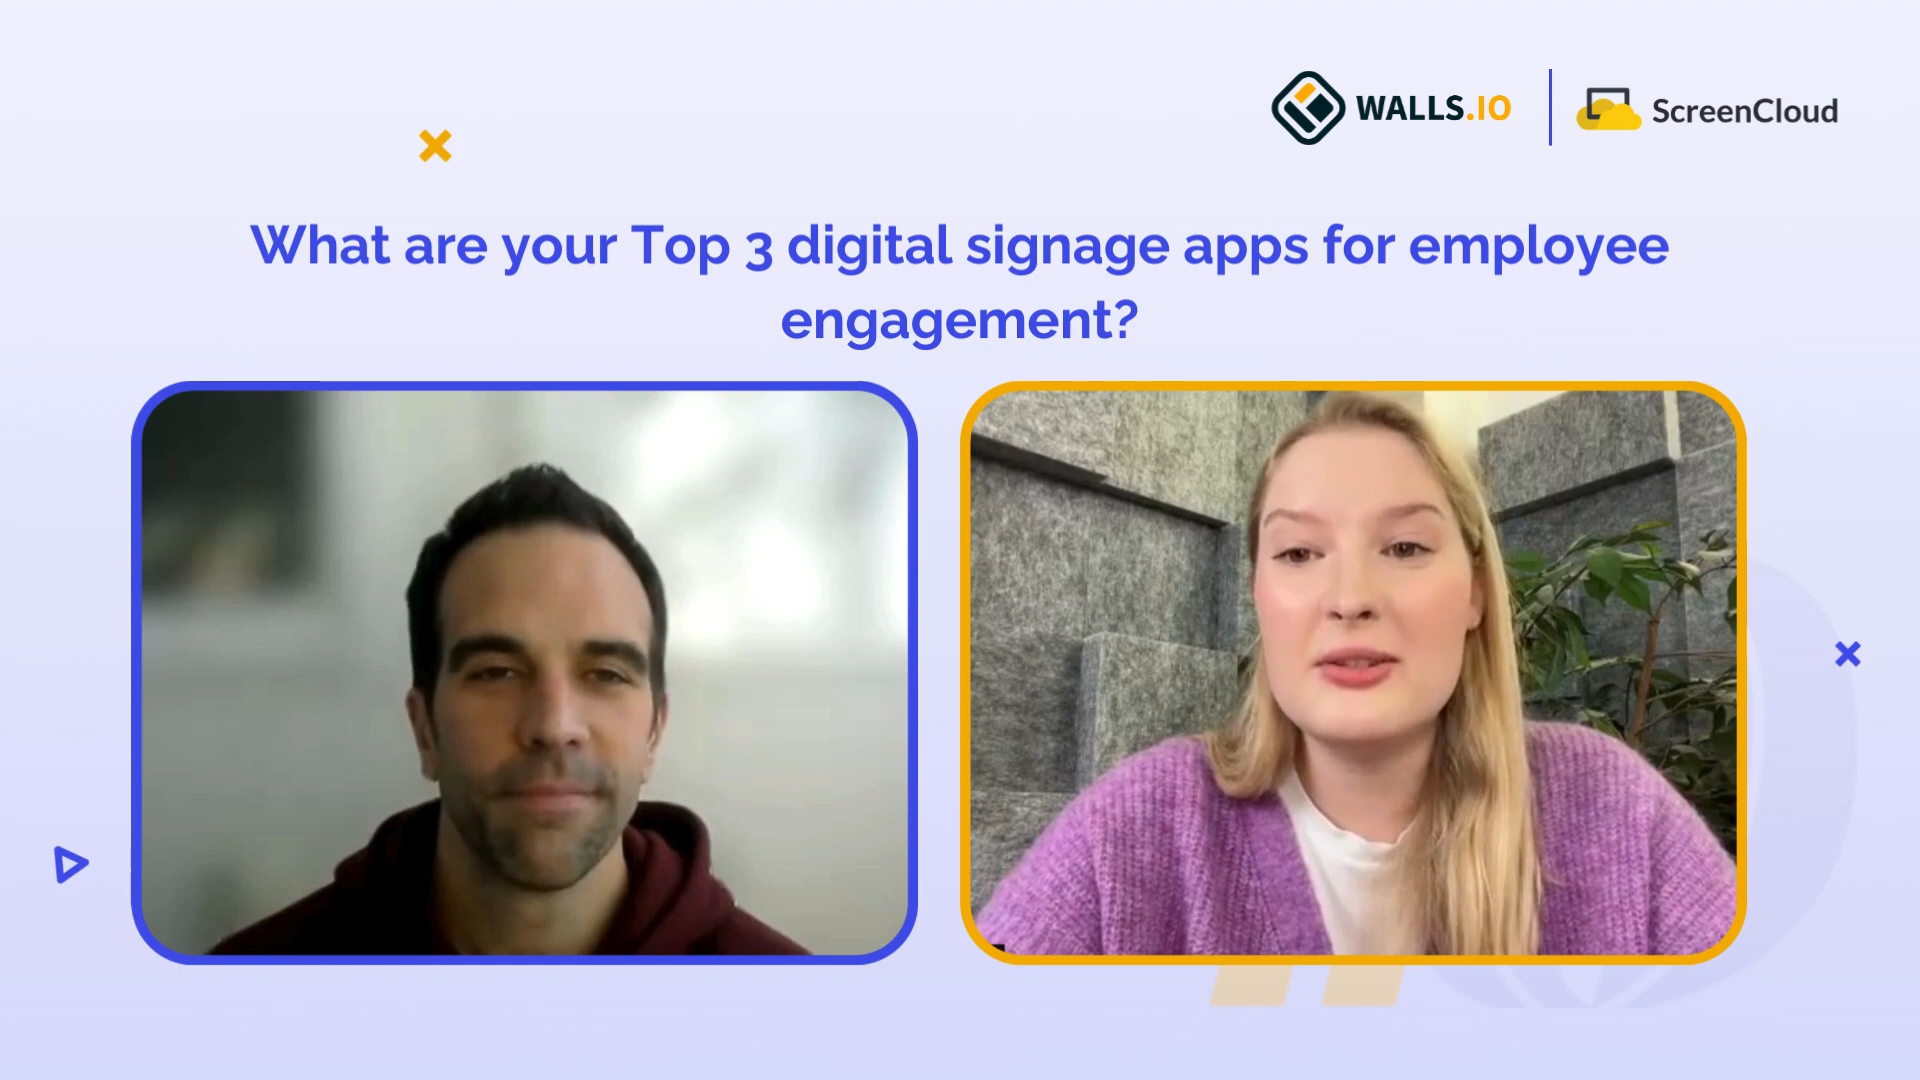 WALLS.IO
ScreenCloud
What are your Top 3 digital signage apps for employee
engagement?